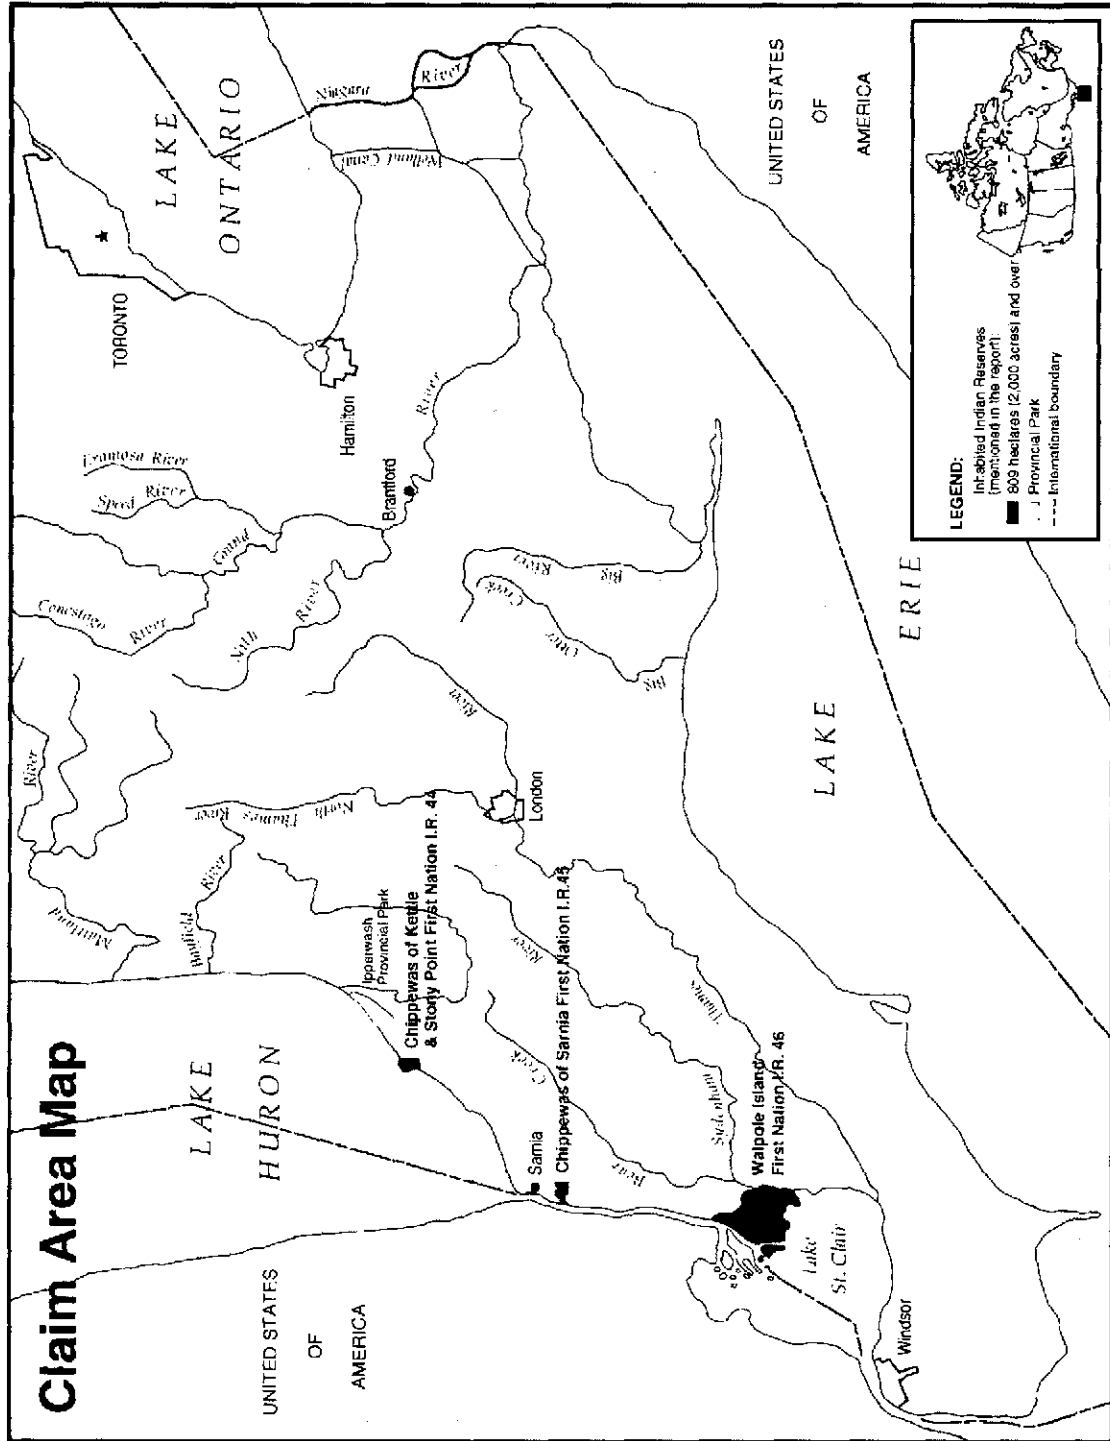 Claim Area Map
LAKE
HURON
UNITED STATES
OF
AMERICA
Maitland
River
Bayfield
River
North Thames River
Conestogo
River
Speed River
Eramosa River
Grand
Nith
River
TORONTO
LAKE
ONTARIO
Hamilton
Brantford
River
Niagara
River
Welland Canal
Ipperwash
Provincial Park
Chippewas of Kettle
& Stony Point First Nation I.R. 44
River
London
Big
Otter
Creek
Big
River
Sarnia
Chippewas of Sarnia First Nation I.R.45
Bear
Creek
Sydenham
River
Thames
Walpole Island
First Nation I.R. 46
Lake
St. Clair
Windsor
LAKE
ERIE
UNITED STATES
OF
AMERICA
LEGEND:
Inhabited Indian Reserves
(mentioned in the report):
809 hectares (2,000 acres) and over
Provincial Park
International boundary